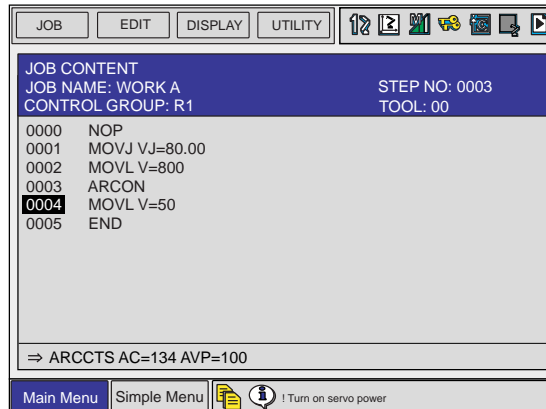 JOB EDIT DISPLAY UTILITY
JOB CONTENT
JOB NAME: WORK A STEP NO: 0003
CONTROL GROUP: R1 TOOL: 00
0000 NOP
0001 MOVJ VJ=80.00
0002 MOVL V=800
0003 ARCON
0004 MOVL V=50
0005 END
⇒ ARCCTS AC=134 AVP=100
Main Menu Simple Menu ! Turn on servo power